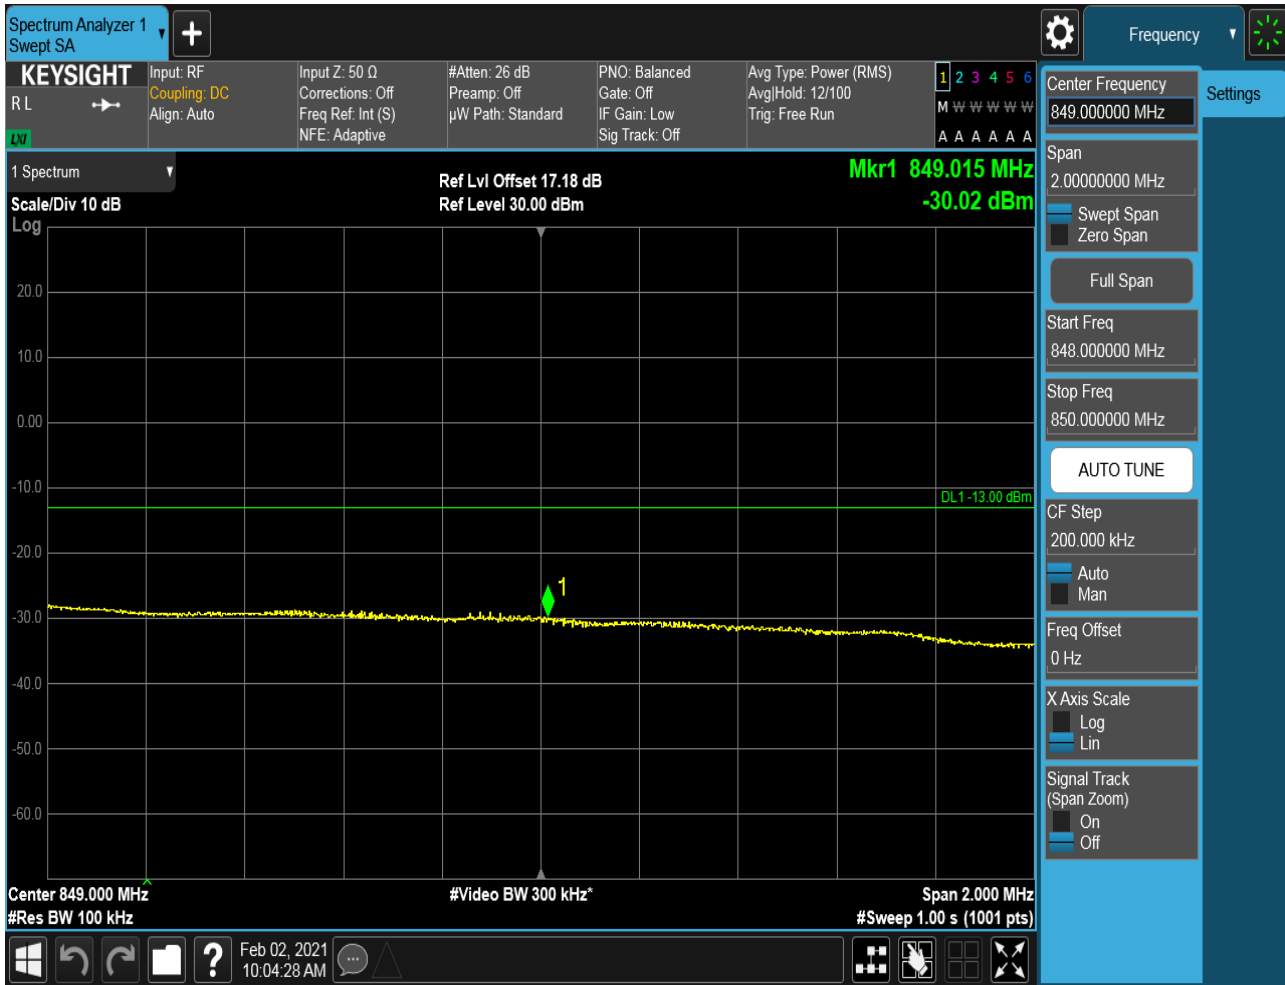 Spectrum Analyzer 1
Swept SA
Frequency
KEYSIGHT
R L
LXI
Input: RF
Coupling: DC
Align: Auto
Input Z: 50 Ω
Corrections: Off
Freq Ref: Int (S)
NFE: Adaptive
#Atten: 26 dB
Preamp: Off
µW Path: Standard
PNO: Balanced
Gate: Off
IF Gain: Low
Sig Track: Off
Avg Type: Power (RMS)
Avg|Hold: 12/100
Trig: Free Run
1 2 3 4 5 6
M W W W W W
A A A A A A
1 Spectrum
Scale/Div 10 dB
Log
Ref Lvl Offset 17.18 dB
Ref Level 30.00 dBm
Mkr1 849.015 MHz
-30.02 dBm
20.0
10.0
0.00
-10.0
DL1 -13.00 dBm
-20.0
1
-30.0
-40.0
-50.0
-60.0
Center 849.000 MHz
#Video BW 300 kHz*
Span 2.000 MHz
#Res BW 100 kHz
#Sweep 1.00 s (1001 pts)
Center Frequency
849.000000 MHz
Settings
Span
2.00000000 MHz
Swept Span
Zero Span
Full Span
Start Freq
848.000000 MHz
Stop Freq
850.000000 MHz
AUTO TUNE
CF Step
200.000 kHz
Auto
Man
Freq Offset
0 Hz
X Axis Scale
Log
Lin
Signal Track
(Span Zoom)
On
Off
?
Feb 02, 2021
10:04:28 AM